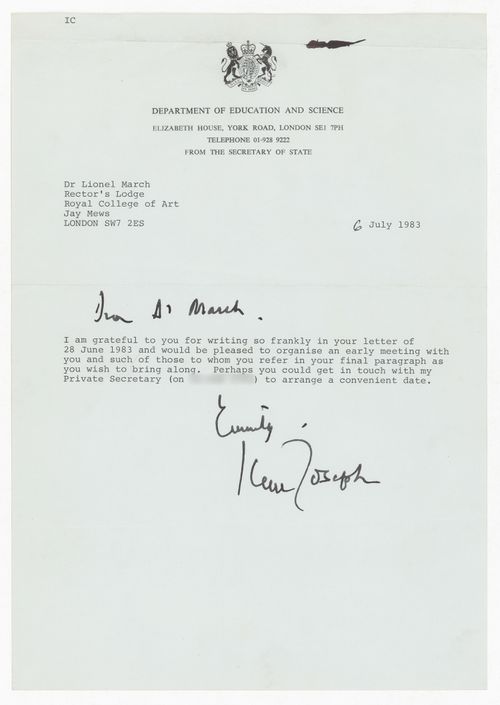 IC
DEPARTMENT OF EDUCATION AND SCIENCE
ELIZABETH HOUSE, YORK ROAD, LONDON SE1 7PH
TELEPHONE 01-928 9222
FROM THE SECRETARY OF STATE
Dr Lionel March
Rector's Lodge
Royal College of Art
Jay Mews
LONDON SW7 2ES
6 July 1983
Dr March.
I am grateful to you for writing so frankly in your letter of
28 June 1983 and would be pleased to organise an early meeting with
you and such of those to whom you refer in your final paragraph as
you wish to bring along. Perhaps you could get in touch with my
Private Secretary (on ) to arrange a convenient date.
Joseph